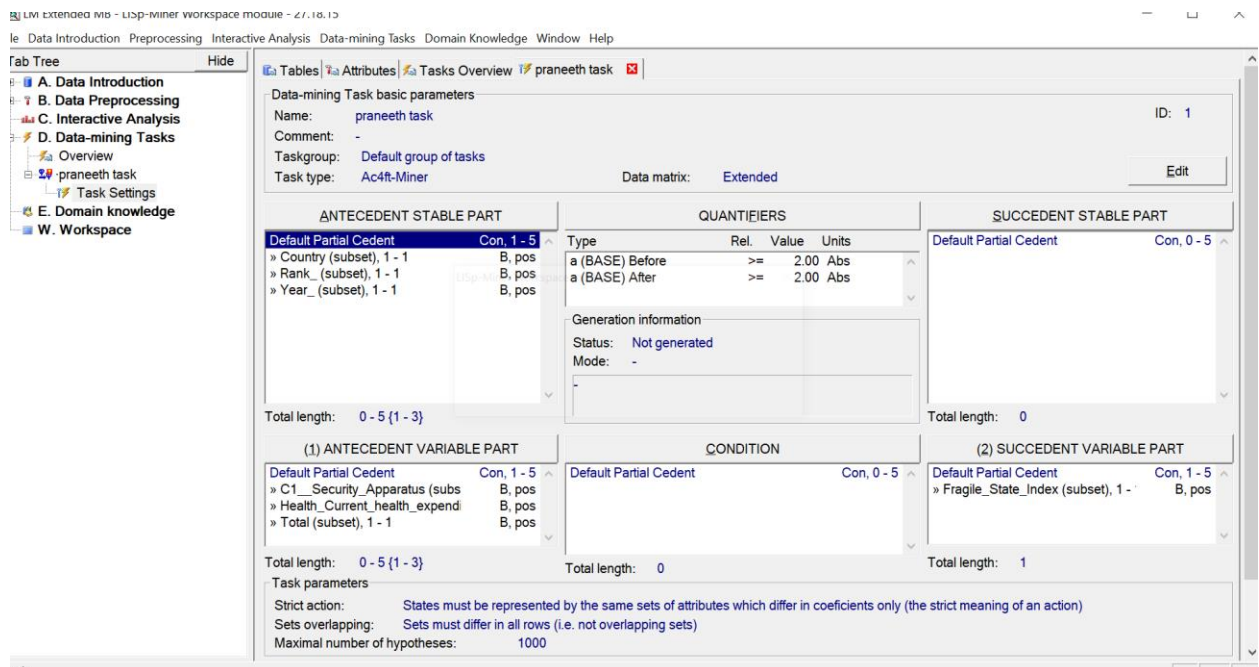 LM Extended MB - LISp-Miner Workspace module - 27.18.15
le Data Introduction Preprocessing Interactive Analysis Data-mining Tasks Domain Knowledge Window Help
Tab Tree Hide
A. Data Introduction
B. Data Preprocessing
C. Interactive Analysis
D. Data-mining Tasks
Overview
praneeth task
Task Settings
E. Domain knowledge
W. Workspace
Tables Attributes Tasks Overview praneeth task
Data-mining Task basic parameters
Name: praneeth task ID: 1
Comment: -
Taskgroup: Default group of tasks
Task type: Ac4ft-Miner Data matrix: Extended Edit
ANTECEDENT STABLE PART
Default Partial Cedent Con, 1 - 5
» Country (subset), 1 - 1 B, pos
» Rank_ (subset), 1 - 1 B, pos
» Year_ (subset), 1 - 1 B, pos
Total length: 0 - 5 {1 - 3}
QUANTIFIERS
Type Rel. Value Units
a (BASE) Before >= 2.00 Abs
a (BASE) After >= 2.00 Abs
Generation information
Status: Not generated
Mode: -
-
SUCCEDENT STABLE PART
Default Partial Cedent Con, 0 - 5
Total length: 0
(1) ANTECEDENT VARIABLE PART
Default Partial Cedent Con, 1 - 5
» C1__Security_Apparatus (subs B, pos
» Health_Current_health_expendi B, pos
» Total (subset), 1 - 1 B, pos
Total length: 0 - 5 {1 - 3}
CONDITION
Default Partial Cedent Con, 0 - 5
Total length: 0
(2) SUCCEDENT VARIABLE PART
Default Partial Cedent Con, 1 - 5
» Fragile_State_Index (subset), 1 - B, pos
Total length: 1
Task parameters
Strict action: States must be represented by the same sets of attributes which differ in coeficients only (the strict meaning of an action)
Sets overlapping: Sets must differ in all rows (i.e. not overlapping sets)
Maximal number of hypotheses: 1000